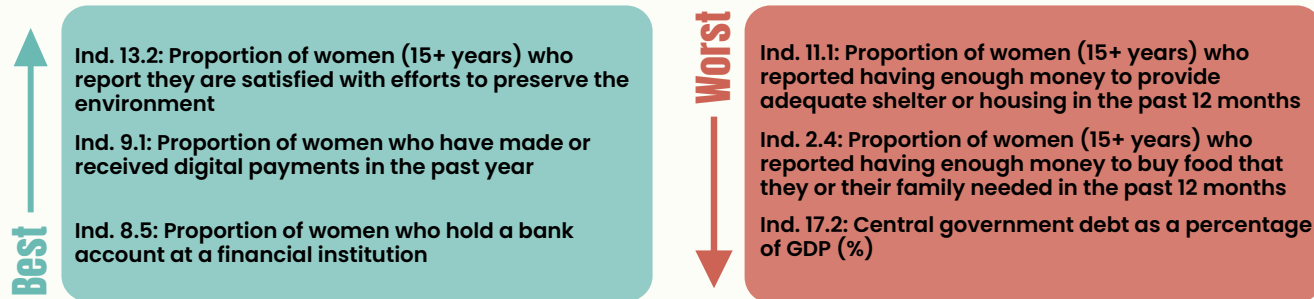 Best
Ind. 13.2: Proportion of women (15+ years) who
report they are satisfied with efforts to preserve the
environment
Ind. 9.1: Proportion of women who have made or
received digital payments in the past year
Ind. 8.5: Proportion of women who hold a bank
account at a financial institution
Worst
Ind. 11.1: Proportion of women (15+ years) who
reported having enough money to provide
adequate shelter or housing in the past 12 months
Ind. 2.4: Proportion of women (15+ years) who
reported having enough money to buy food that
they or their family needed in the past 12 months
Ind. 17.2: Central government debt as a percentage
of GDP (%)